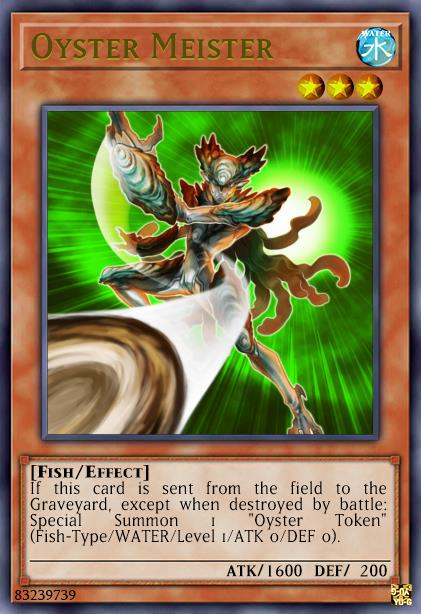 Oyster Meister
WATER
水
[Fish/Effect]
If this card is sent from the field to the
Graveyard, except when destroyed by battle:
Special Summon 1 "Oyster Token"
(Fish-Type/WATER/Level 1/ATK 0/DEF 0).
ATK/1600 DEF/ 200
83239739